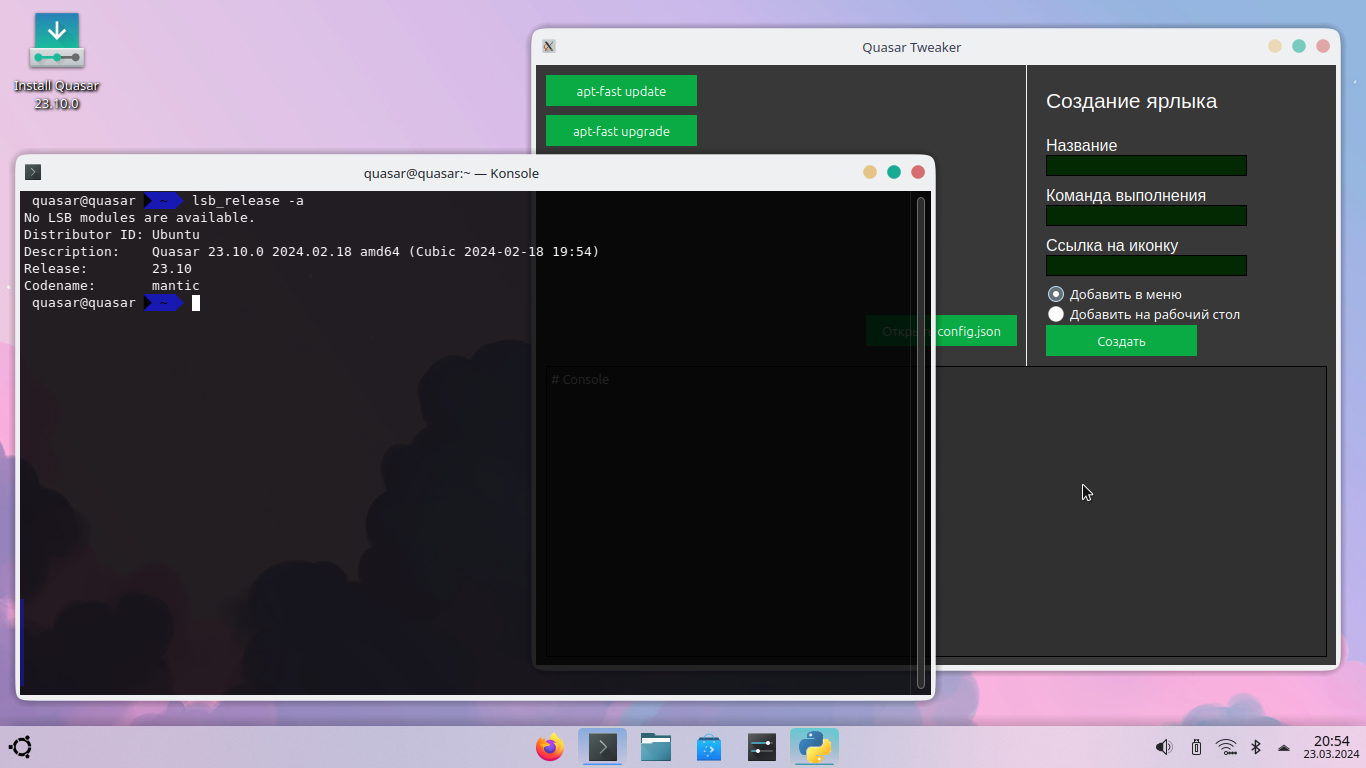 Install Quasar
23.10.0
Quasar Tweaker
apt-fast update
apt-fast upgrade
Создание ярлыка
Название
Команда выполнения
Ссылка на иконку
Добавить в меню
Добавить на рабочий стол
Создать
config.json
# Console
quasar@quasar:~ — Konsole
quasar@quasar ~ lsb_release -a
No LSB modules are available.
Distributor ID: Ubuntu
Description: Quasar 23.10.0 2024.02.18 amd64 (Cubic 2024-02-18 19:54)
Release: 23.10
Codename: mantic
quasar@quasar ~
20:54
23.03.2024